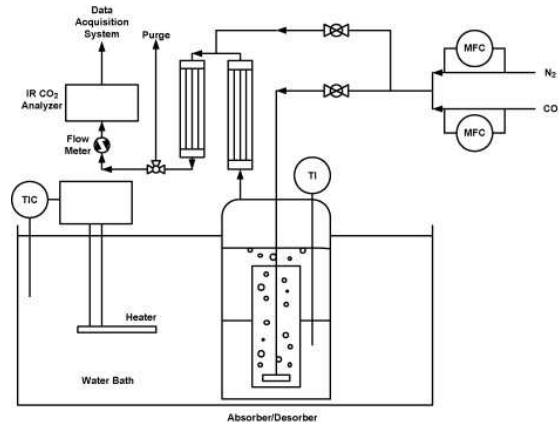 Data
Acquisition
System
Purge
MFC
N2
IR CO2
Analyzer
CO
MFC
Flow
Meter
TIC
TI
Heater
Water Bath
Absorber/Desorber